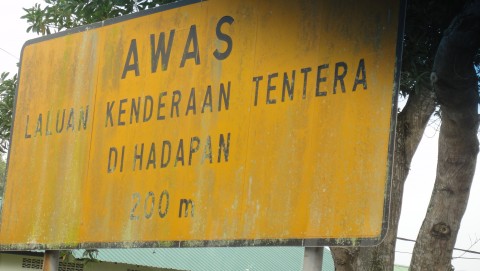 AWAS
LALUAN KENDERAAN TENTERA
DI HADAPAN
200 m